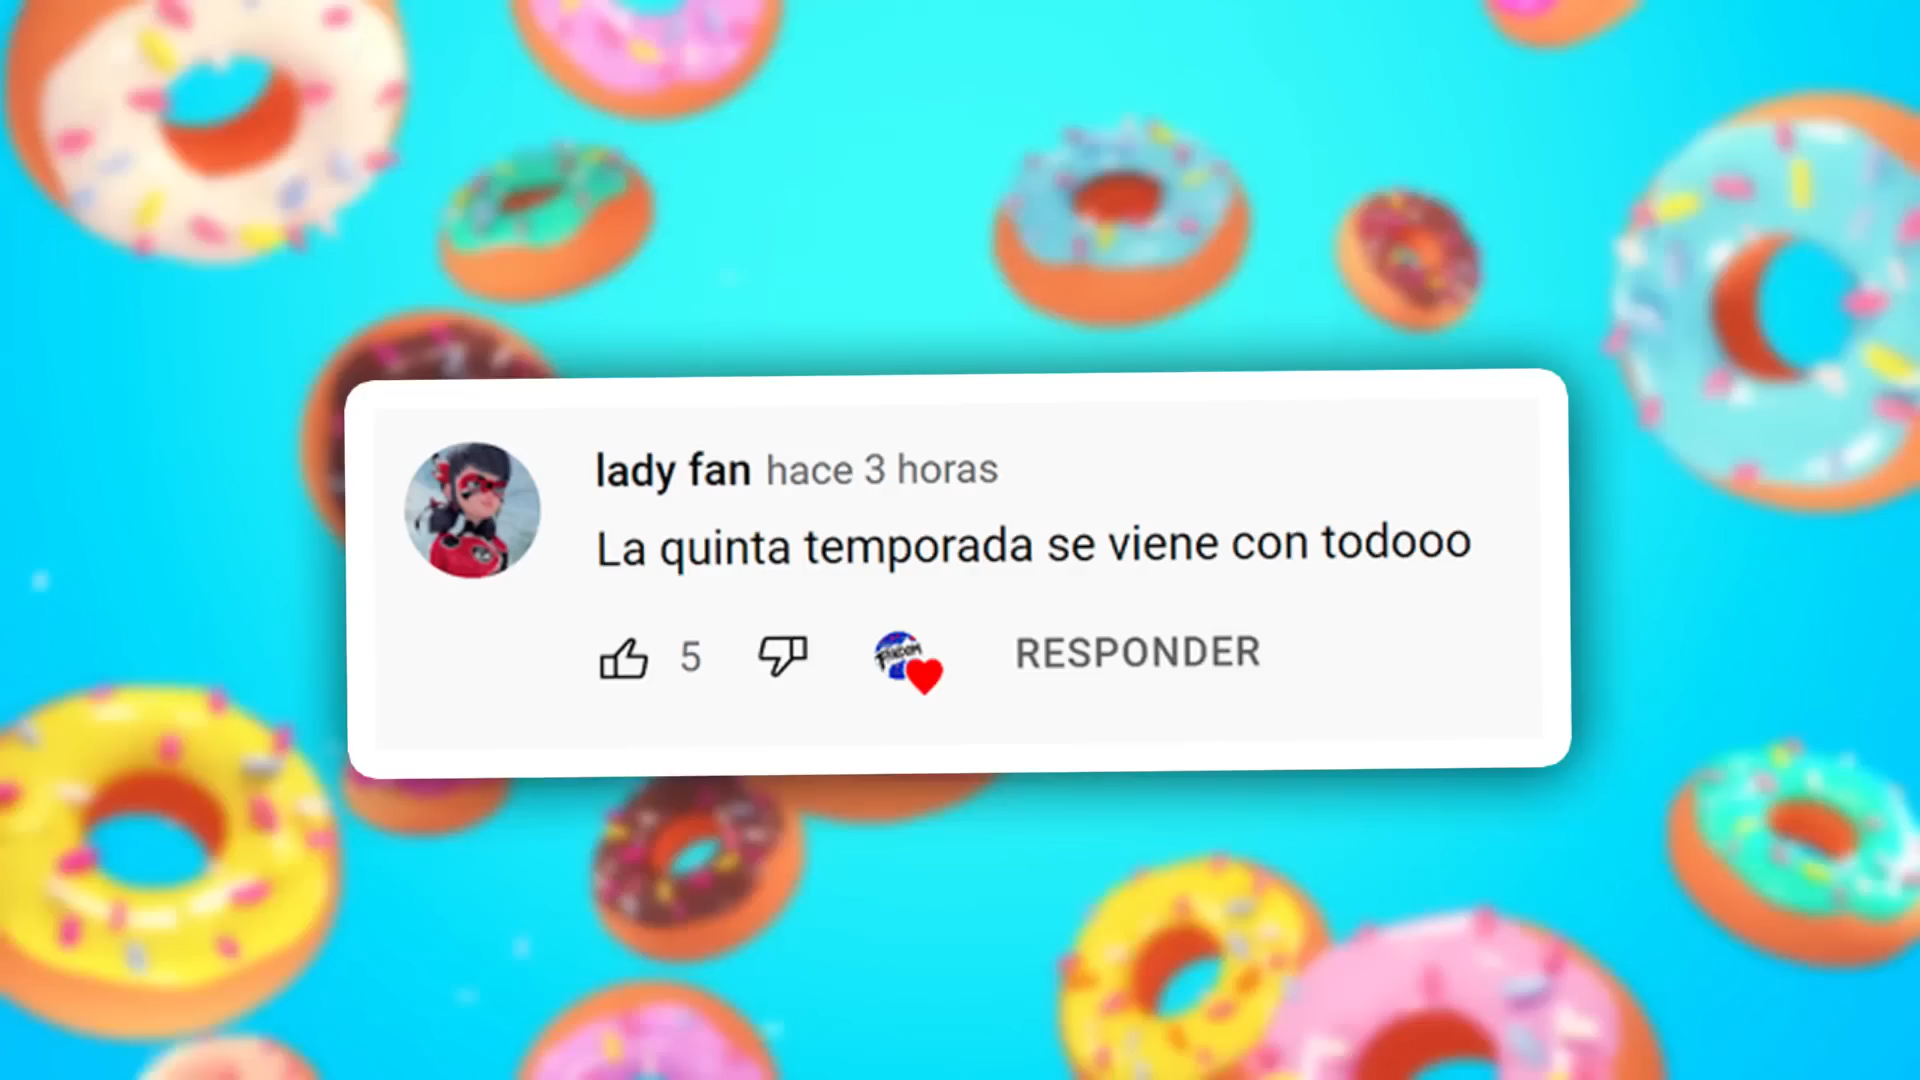 lady fan hace 3 horas
La quinta temporada se viene con todooo
5
RESPONDER